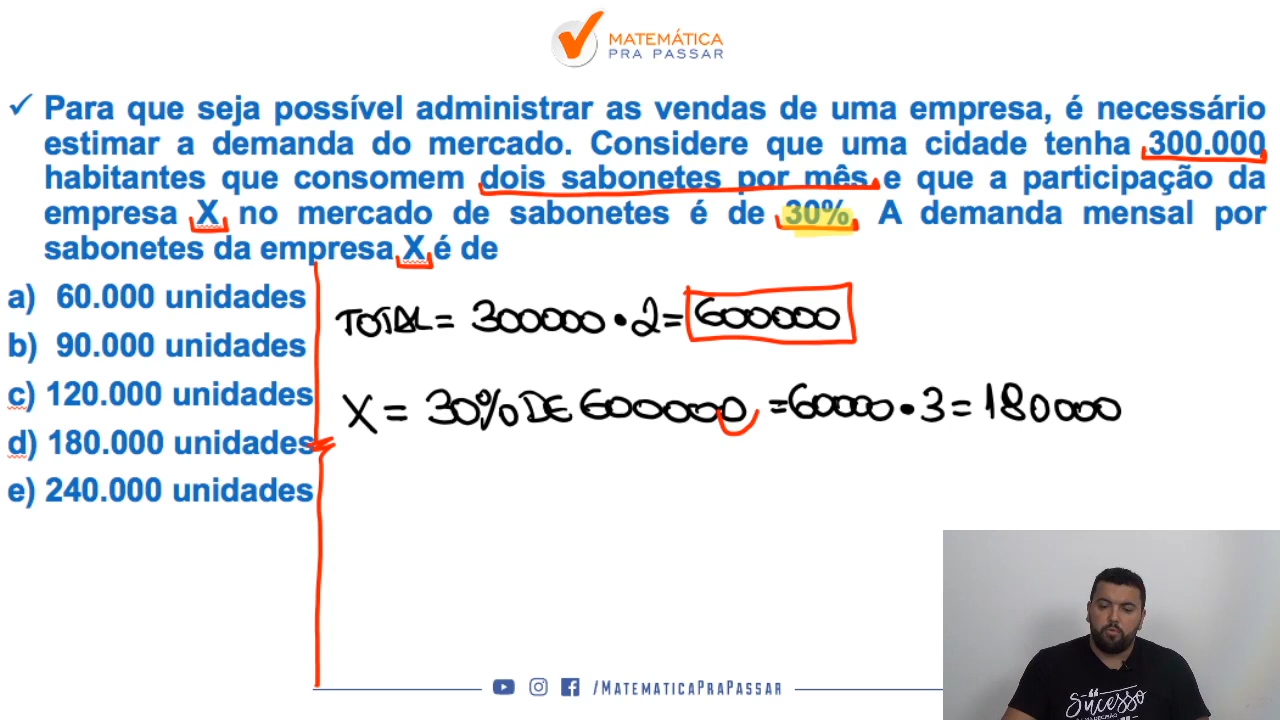 MATEMÁTICA
PRA PASSAR
✓ Para que seja possível administrar as vendas de uma empresa, é necessário
estimar a demanda do mercado. Considere que uma cidade tenha 300.000
habitantes que consomem dois sabonetes por mês e que a participação da
empresa X no mercado de sabonetes é de 30%. A demanda mensal por
sabonetes da empresa X é de
a) 60.000 unidades
b) 90.000 unidades
c) 120.000 unidades
d) 180.000 unidades
e) 240.000 unidades
TOTAL = 300000 • 2 = 600000
X = 30% DE 600000 = 60000 • 3 = 180000
/MATEMATICAPRAPASSAR
Sucesso